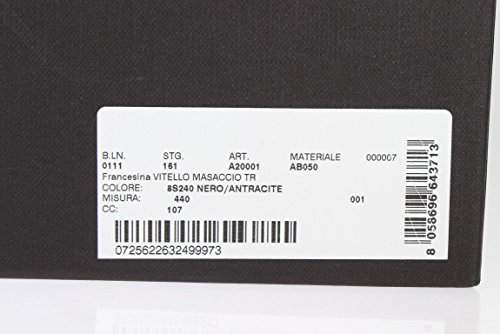 B.LN. STG. ART. MATERIALE 000007
0111 161 A20001 AB050
Francesina VITELLO MASACCIO TR
COLORE: 8S240 NERO/ANTRACITE
MISURA: 440 001
CC: 107
0725622632499973
8 058696 643713